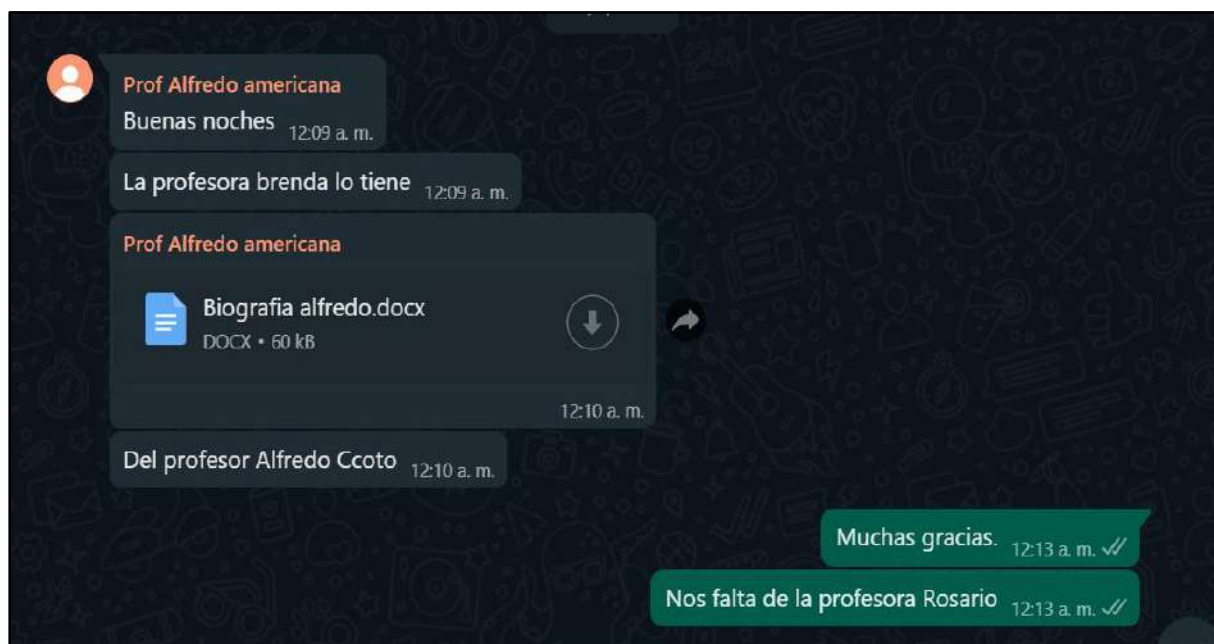 Prof Alfredo americana
Buenas noches 12:09 a. m.
La profesora brenda lo tiene 12:09 a. m.
Prof Alfredo americana
Biografia alfredo.docx
DOCX • 60 kB
12:10 a. m.
Del profesor Alfredo Ccoto 12:10 a. m.
Muchas gracias. 12:13 a. m.
Nos falta de la profesora Rosario 12:13 a. m.